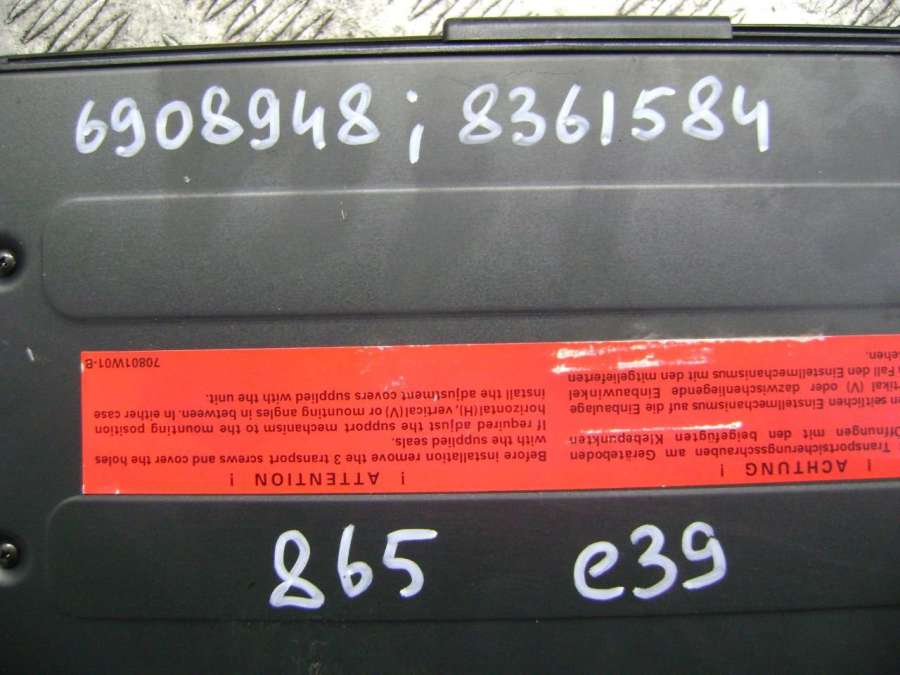 6908948; 8361584
! ACHTUNG !
Transportsicherungsschrauben am Geräteboden
Öffnungen mit den beigefügten Klebepunkten
seitlichen Einstellmechanismus auf die Einbaulage
(V) oder dazwischenliegende Einbauwinkel
Fall den Einstellmechanismus mit den mitgelieferten
! ATTENTION !
Before installation remove the 3 transport screws and cover the holes
with the supplied seals.
If required adjust the support mechanism to the mounting position
horizontal(H), vertical(V) or mounting angles in between. In either case
install the adjustment covers supplied with the unit.
70801W01-B
865 e39